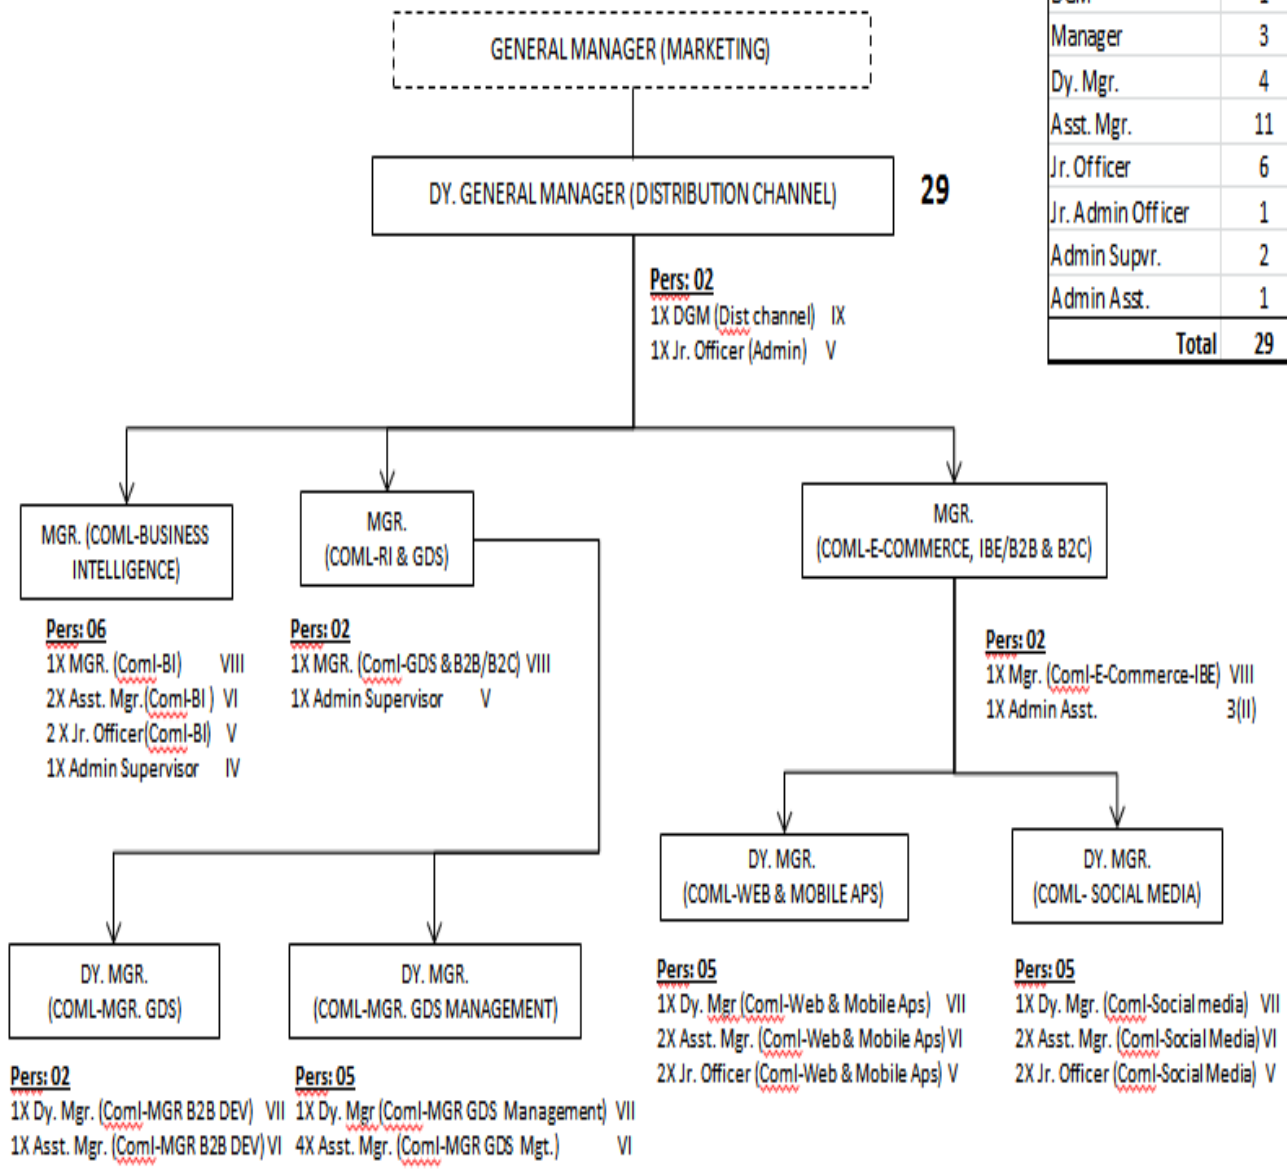 GENERAL MANAGER (MARKETING)
DY. GENERAL MANAGER (DISTRIBUTION CHANNEL)
29
Manager 3
Dy. Mgr. 4
Asst. Mgr. 11
Jr. Officer 6
Jr. Admin Officer 1
Admin Supvr. 2
Admin Asst. 1
Total 29
Pers: 02
1X DGM (Dist channel) IX
1X Jr. Officer (Admin) V
MGR. (COML-BUSINESS
INTELLIGENCE)
Pers: 06
1X MGR. (Coml-BI) VIII
2X Asst. Mgr.(Coml-BI ) VI
2 X Jr. Officer(Coml-BI) V
1X Admin Supervisor IV
MGR.
(COML-RI & GDS)
Pers: 02
1X MGR. (Coml-GDS & B2B/B2C) VIII
1X Admin Supervisor V
MGR.
(COML-E-COMMERCE, IBE/B2B & B2C)
Pers: 02
1X Mgr. (Coml-E-Commerce-IBE) VIII
1X Admin Asst. 3(II)
DY. MGR.
(COML-MGR. GDS)
Pers: 02
1X Dy. Mgr. (Coml-MGR B2B DEV) VII
1X Asst. Mgr. (Coml-MGR B2B DEV) VI
DY. MGR.
(COML-MGR. GDS MANAGEMENT)
Pers: 05
1X Dy. Mgr (Coml-MGR GDS Management) VII
4X Asst. Mgr. (Coml-MGR GDS Mgt.) VI
DY. MGR.
(COML-WEB & MOBILE APS)
Pers: 05
1X Dy. Mgr (Coml-Web & Mobile Aps) VII
2X Asst. Mgr. (Coml-Web & Mobile Aps) VI
2X Jr. Officer (Coml-Web & Mobile Aps) V
DY. MGR.
(COML- SOCIAL MEDIA)
Pers: 05
1X Dy. Mgr. (Coml-Social media) VII
2X Asst. Mgr. (Coml-Social Media) VI
2X Jr. Officer (Coml-Social Media) V